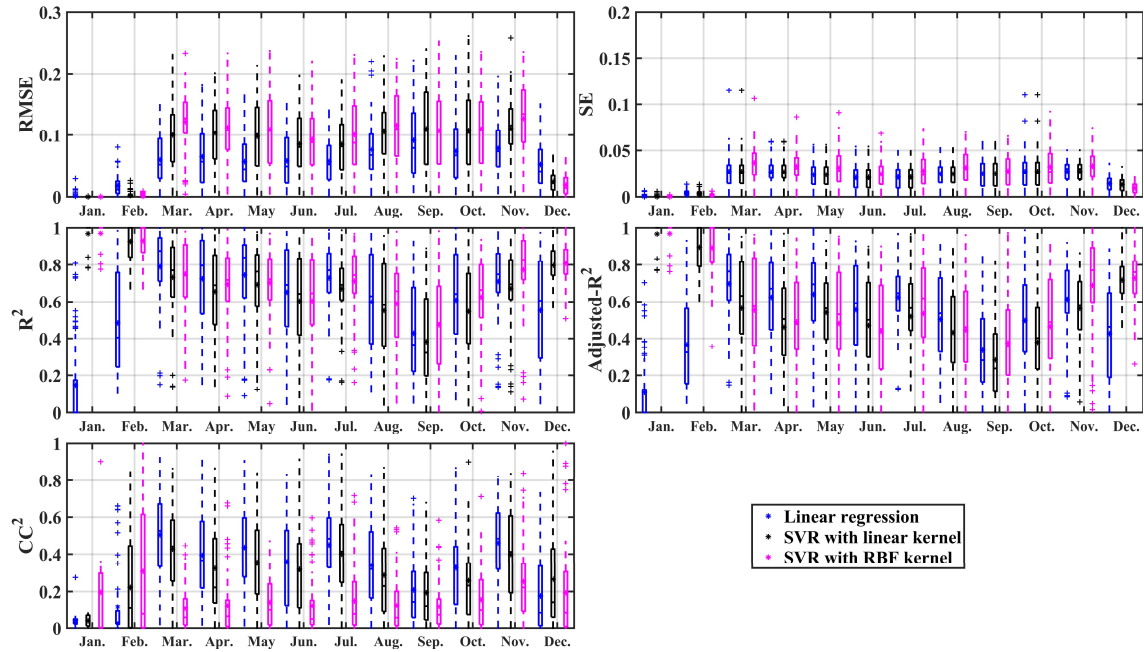 0.3
0.2
0.1
0
RMSE
Jan. Feb. Mar. Apr. May Jun. Jul. Aug. Sep. Oct. Nov. Dec.
0.2
0.15
0.1
0.05
0
SE
Jan. Feb. Mar. Apr. May Jun. Jul. Aug. Sep. Oct. Nov. Dec.
1
0.8
0.6
0.4
0.2
0
R²
Jan. Feb. Mar. Apr. May Jun. Jul. Aug. Sep. Oct. Nov. Dec.
1
0.8
0.6
0.4
0.2
0
Adjusted-R²
Jan. Feb. Mar. Apr. May Jun. Jul. Aug. Sep. Oct. Nov. Dec.
1
0.8
0.6
0.4
0.2
0
CC²
Jan. Feb. Mar. Apr. May Jun. Jul. Aug. Sep. Oct. Nov. Dec.
Linear regression
SVR with linear kernel
SVR with RBF kernel